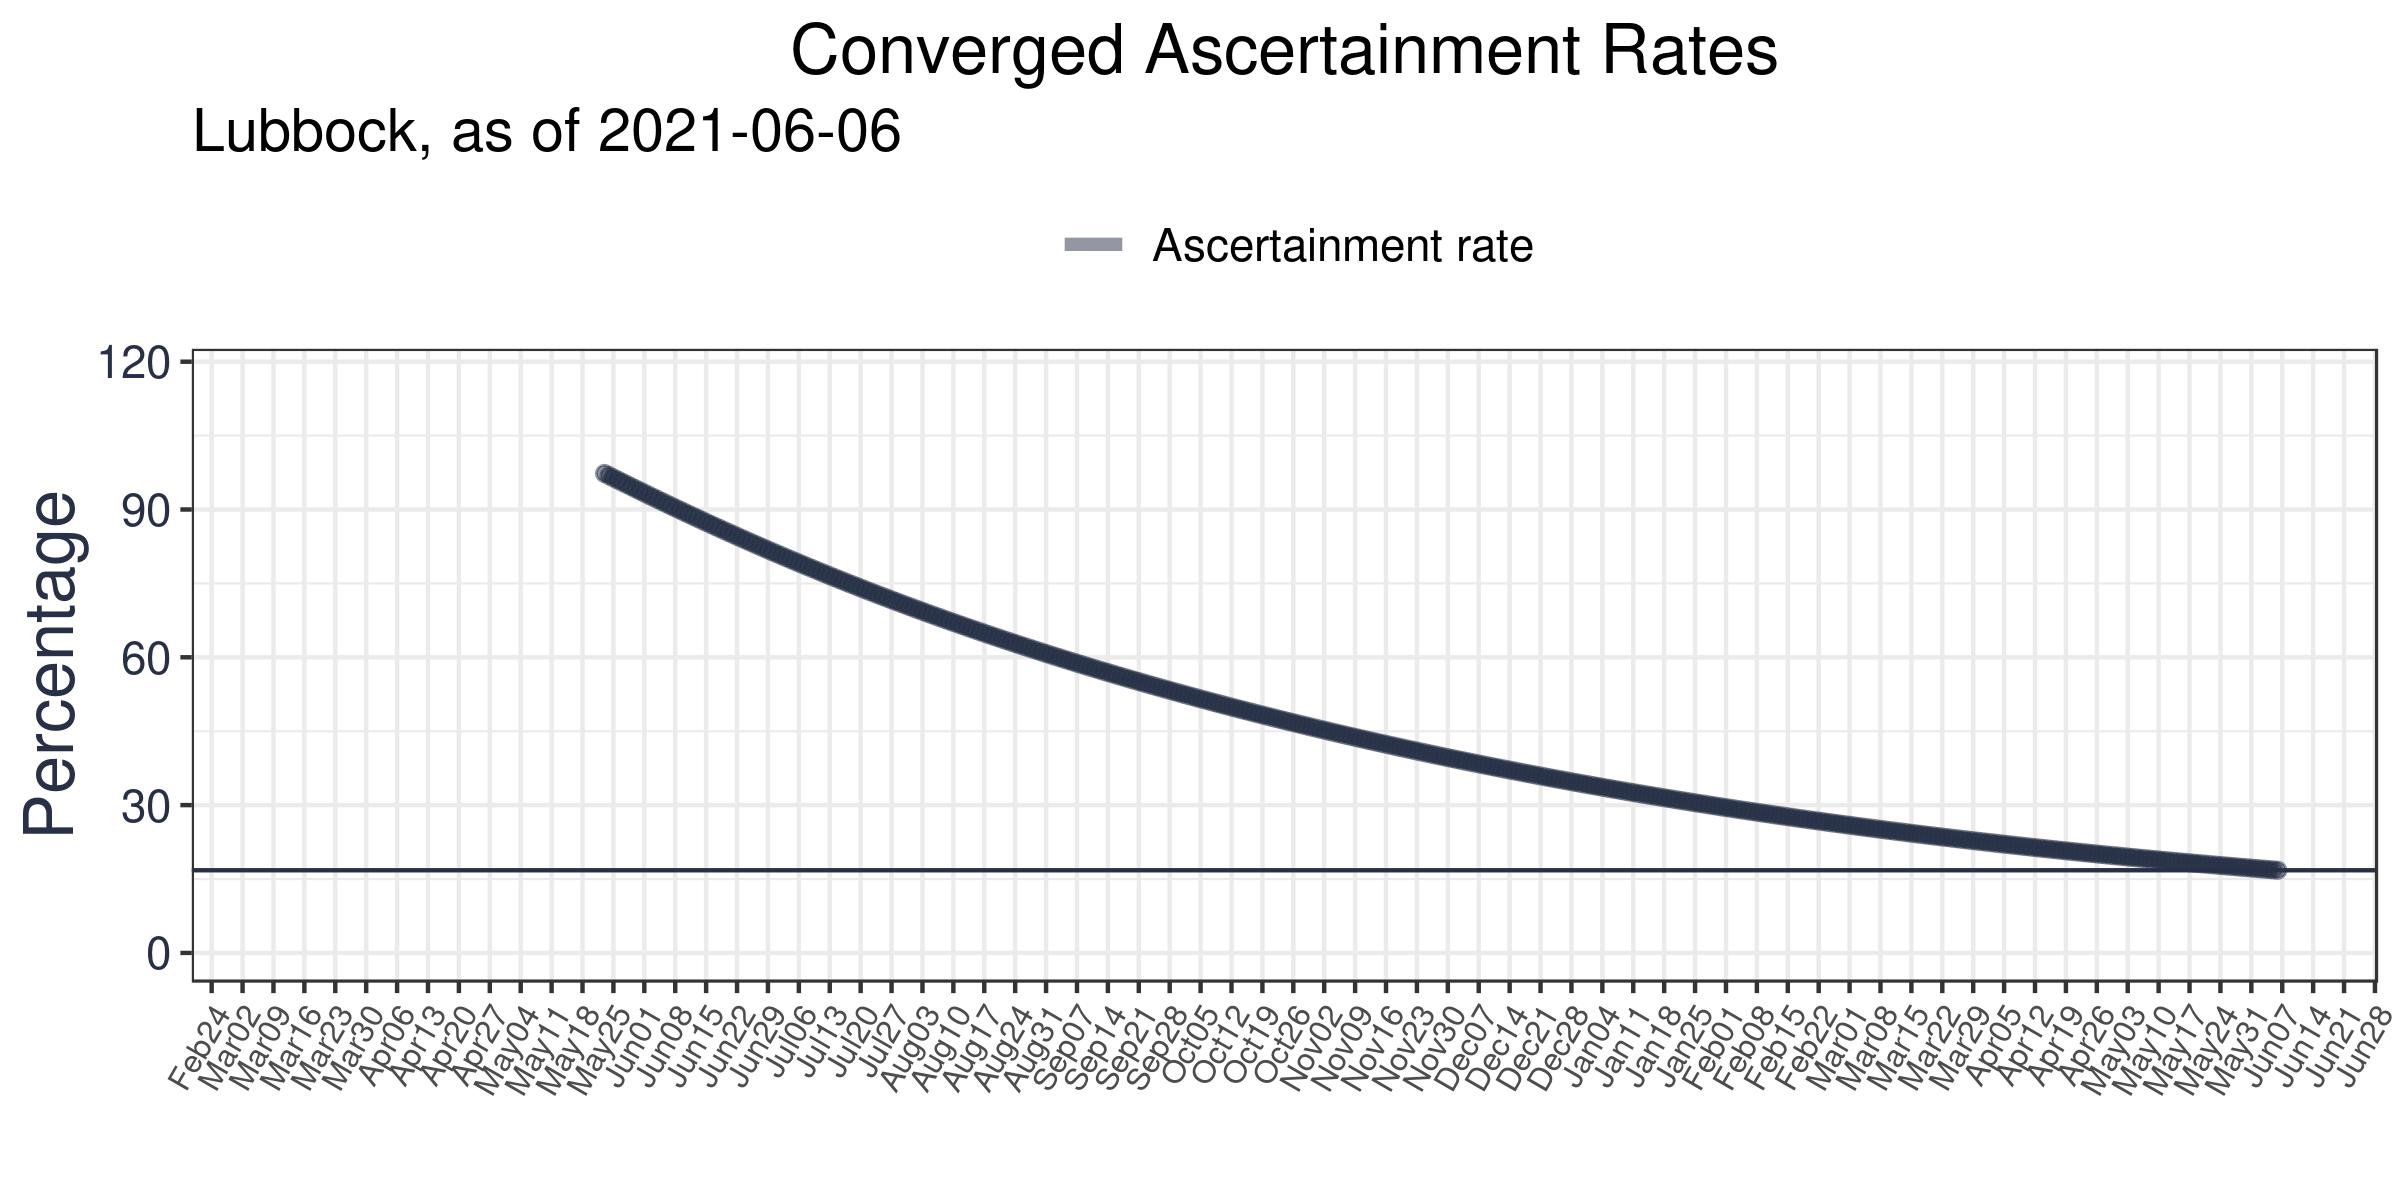 Converged Ascertainment Rates
Lubbock, as of 2021-06-06
Ascertainment rate
Percentage
120
90
60
30
0
Feb24
Mar02
Mar09
Mar16
Mar23
Mar30
Apr06
Apr13
Apr20
Apr27
May04
May11
May18
May25
Jun01
Jun08
Jun15
Jun22
Jun29
Jul06
Jul13
Jul20
Jul27
Aug03
Aug10
Aug17
Aug24
Aug31
Sep07
Sep14
Sep21
Sep28
Oct05
Oct12
Oct19
Oct26
Nov02
Nov09
Nov16
Nov23
Nov30
Dec07
Dec14
Dec21
Dec28
Jan04
Jan11
Jan18
Jan25
Feb01
Feb08
Feb15
Feb22
Mar01
Mar08
Mar15
Mar22
Mar29
Apr05
Apr12
Apr19
Apr26
May03
May10
May17
May24
May31
Jun07
Jun14
Jun21
Jun28